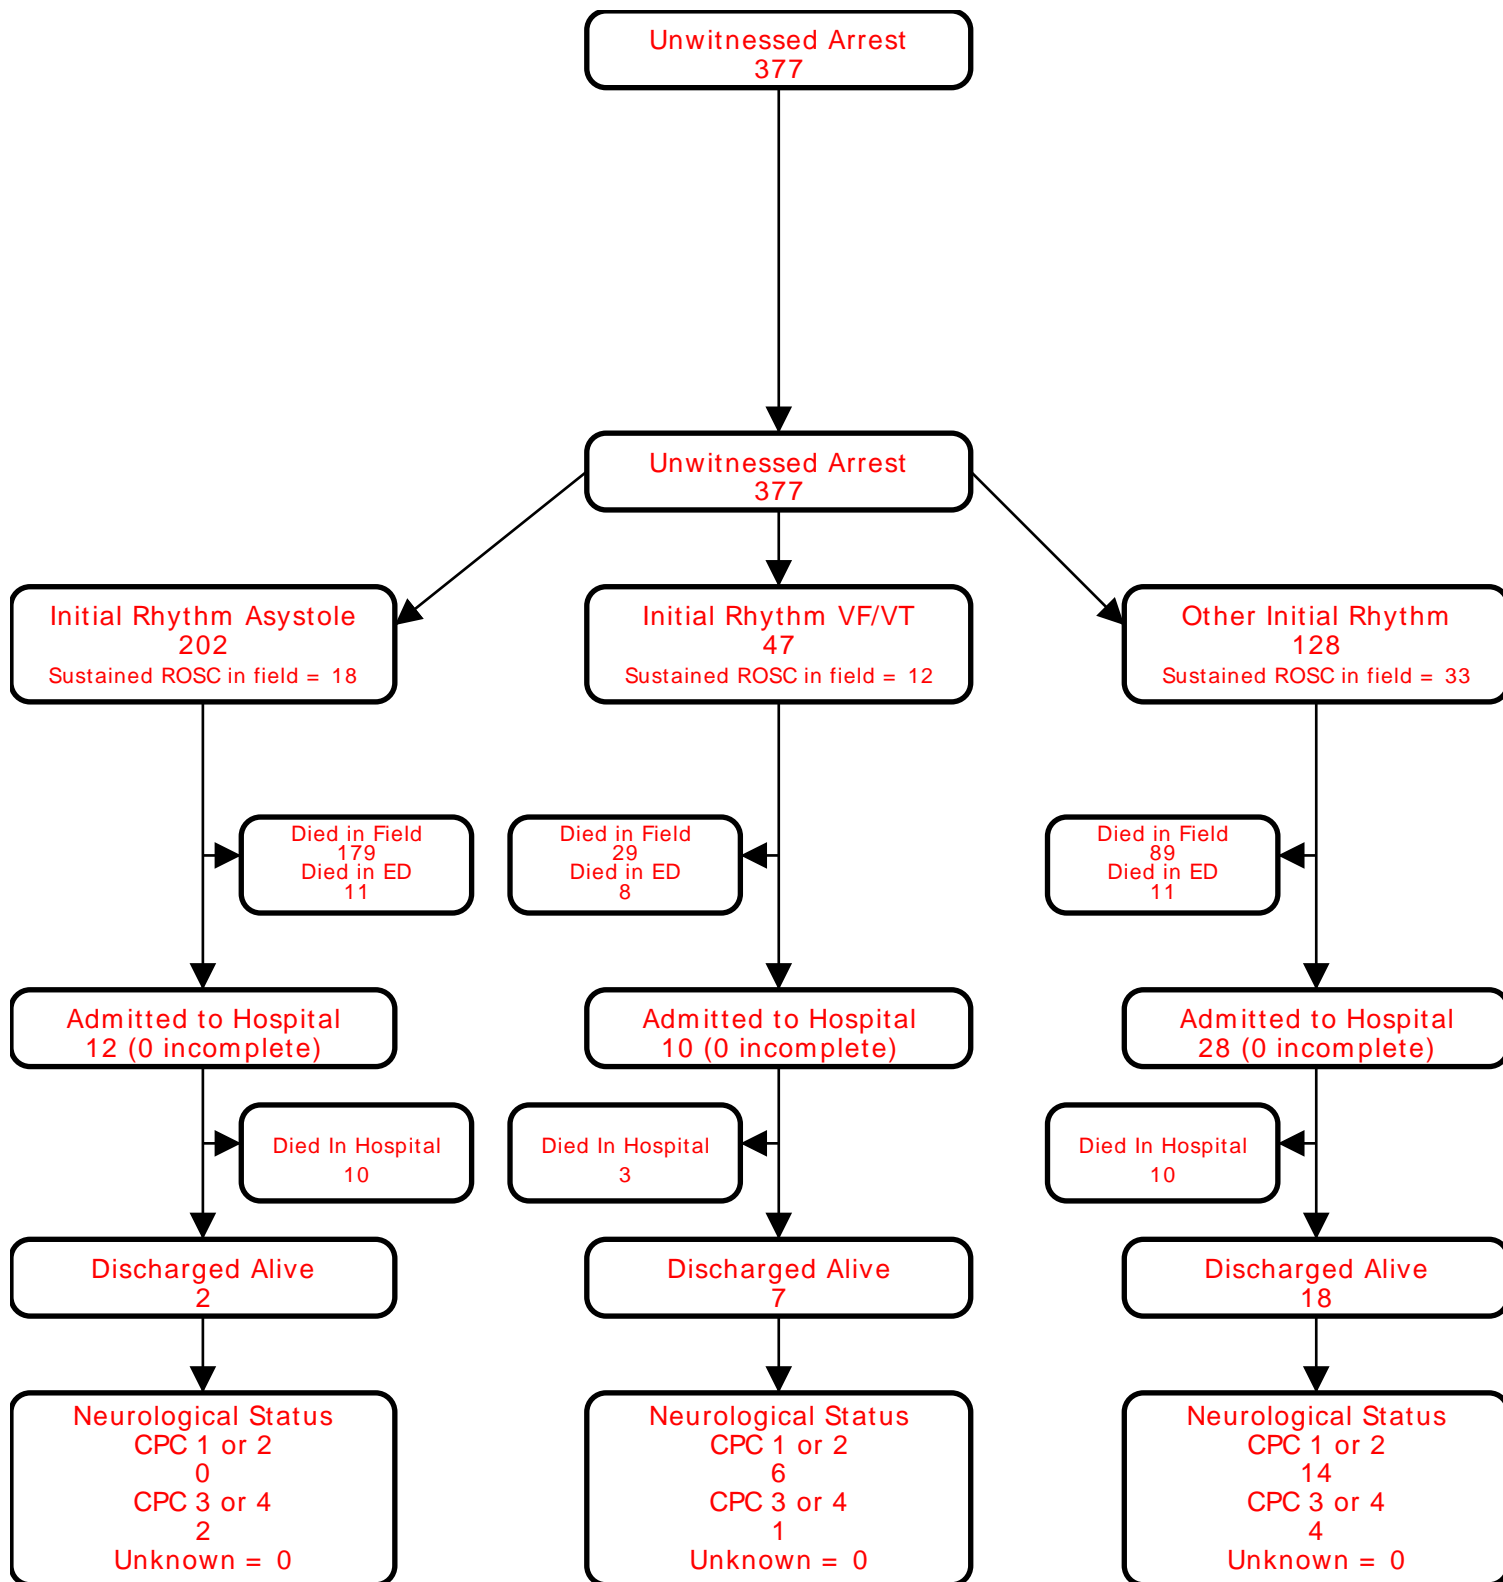 Unwitnessed Arrest
377
Unwitnessed Arrest
377
Initial Rhythm Asystole
202
Sustained ROSC in field = 18
Initial Rhythm VF/VT
47
Sustained ROSC in field = 12
Other Initial Rhythm
128
Sustained ROSC in field = 33
Died in Field
179
Died in ED
11
Died in Field
29
Died in ED
8
Died in Field
89
Died in ED
11
Admitted to Hospital
12 (0 incomplete)
Admitted to Hospital
10 (0 incomplete)
Admitted to Hospital
28 (0 incomplete)
Died In Hospital
10
Died In Hospital
3
Died In Hospital
10
Discharged Alive
2
Discharged Alive
7
Discharged Alive
18
Neurological Status
CPC 1 or 2
0
CPC 3 or 4
2
Unknown = 0
Neurological Status
CPC 1 or 2
6
CPC 3 or 4
1
Unknown = 0
Neurological Status
CPC 1 or 2
14
CPC 3 or 4
4
Unknown = 0